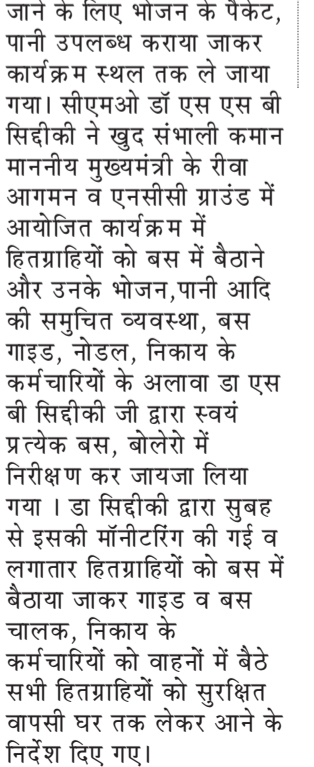 जाने के लिए भोजन के पैकेट,
पानी उपलब्ध कराया जाकर
कार्यक्रम स्थल तक ले जाया
गया। सीएमओ डॉ एस एस बी
सिद्दीकी ने खुद संभाली कमान
माननीय मुख्यमंत्री के रीवा
आगमन व एनसीसी ग्राउंड में
आयोजित कार्यक्रम में
हितग्राहियों को बस में बैठाने
और उनके भोजन,पानी आदि
की समुचित व्यवस्था, बस
गाइड, नोडल, निकाय के
कर्मचारियों के अलावा डा एस
बी सिद्दीकी जी द्वारा स्वयं
प्रत्येक बस, बोलेरो में
निरीक्षण कर जायजा लिया
गया । डा सिद्दीकी द्वारा सुबह
से इसकी मॉनीटरिंग की गई व
लगातार हितग्राहियों को बस में
बैठाया जाकर गाइड व बस
चालक, निकाय के
कर्मचारियों को वाहनों में बैठे
सभी हितग्राहियों को सुरक्षित
वापसी घर तक लेकर आने के
निर्देश दिए गए।